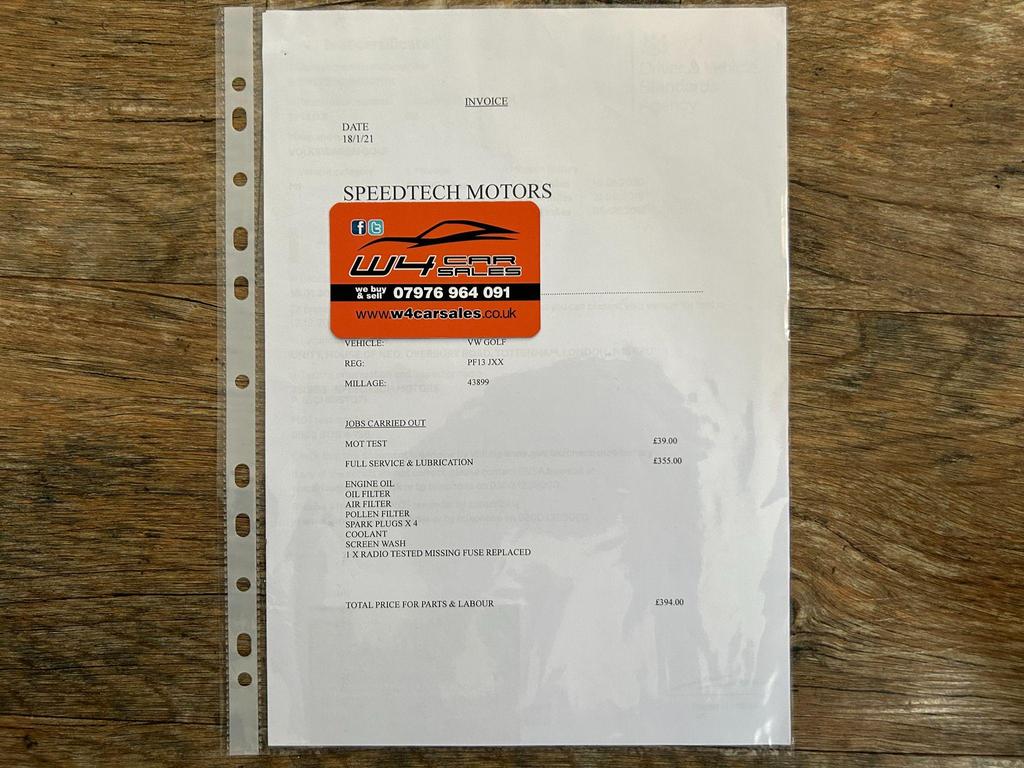 INVOICE
DATE
18/1/21
SPEEDTECH MOTORS
W4 CAR SALES
we buy & sell 07976 964 091
www.w4carsales.co.uk
VEHICLE: VW GOLF
REG: PF13 JXX
MILLAGE: 43899
JOBS CARRIED OUT
MOT TEST £39.00
FULL SERVICE & LUBRICATION £355.00
ENGINE OIL
OIL FILTER
AIR FILTER
POLLEN FILTER
SPARK PLUGS X 4
COOLANT
SCREEN WASH
1 X RADIO TESTED MISSING FUSE REPLACED
TOTAL PRICE FOR PARTS & LABOUR £394.00